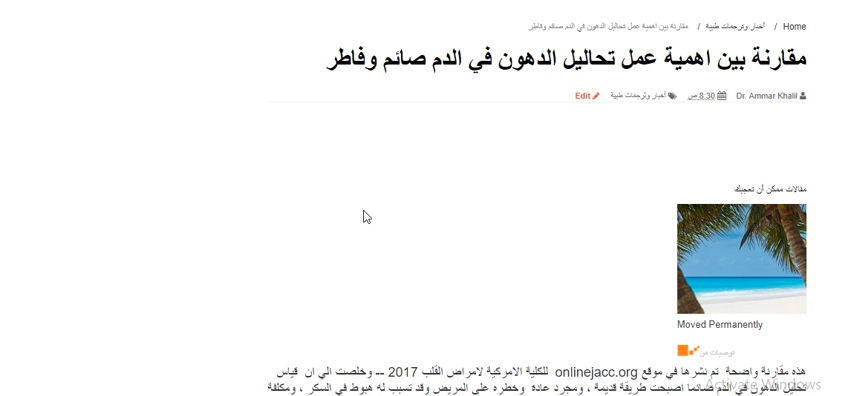 Home / أخبار وترجمات طبية / مقارنة بين اهمية عمل تحاليل الدهون في الدم صائم وفاطر
مقارنة بين اهمية عمل تحاليل الدهون في الدم صائم وفاطر
Dr. Ammar Khalil 8:30 ص أخبار وترجمات طبية Edit
مقالات ممكن أن تعجبك
Moved Permanently
توصيات من
هذه مقارنة واضحة تم نشرها في موقع onlinejacc.org للكلية الامركية لامراض القلب 2017 -- وخلصت الي ان قياس
تحليل الدهون في الدم صائما اصبحت طريقة قديمة ، ومجرد عادة وخطره على المريض وقد تسبب له هبوط في السكر ، ومكلفة
Activate Windows